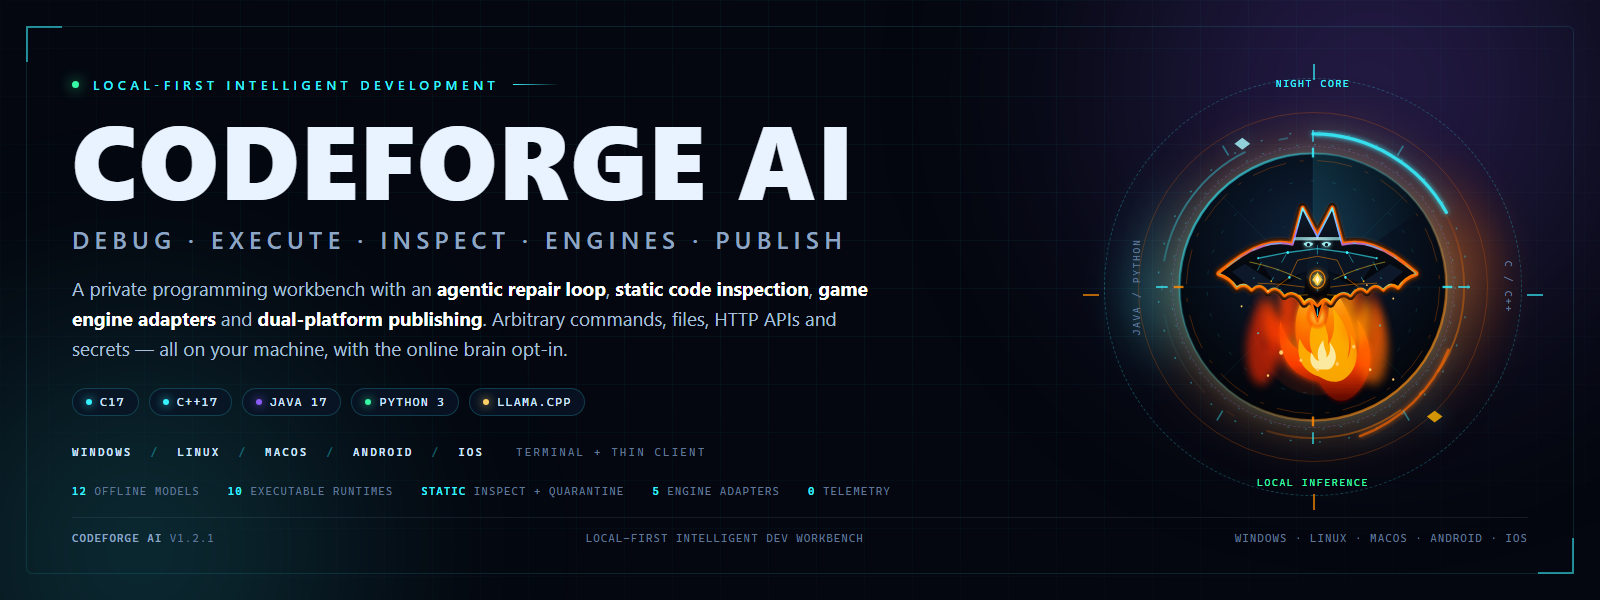 LOCAL-FIRST INTELLIGENT DEVELOPMENT
CODEFORGE AI
DEBUG · EXECUTE · INSPECT · ENGINES · PUBLISH
A private programming workbench with an agentic repair loop, static code inspection, game
engine adapters and dual-platform publishing. Arbitrary commands, files, HTTP APIs and
secrets — all on your machine, with the online brain opt-in.
C17 C++17 JAVA 17 PYTHON 3 LLAMA.CPP
WINDOWS / LINUX / MACOS / ANDROID / IOS TERMINAL + THIN CLIENT
12 OFFLINE MODELS 10 EXECUTABLE RUNTIMES STATIC INSPECT + QUARANTINE 5 ENGINE ADAPTERS 0 TELEMETRY
NIGHT CORE
JAVA / PYTHON
C / C++
LOCAL INFERENCE
CODEFORGE AI V1.2.1
LOCAL-FIRST INTELLIGENT DEV WORKBENCH
WINDOWS · LINUX · MACOS · ANDROID · IOS